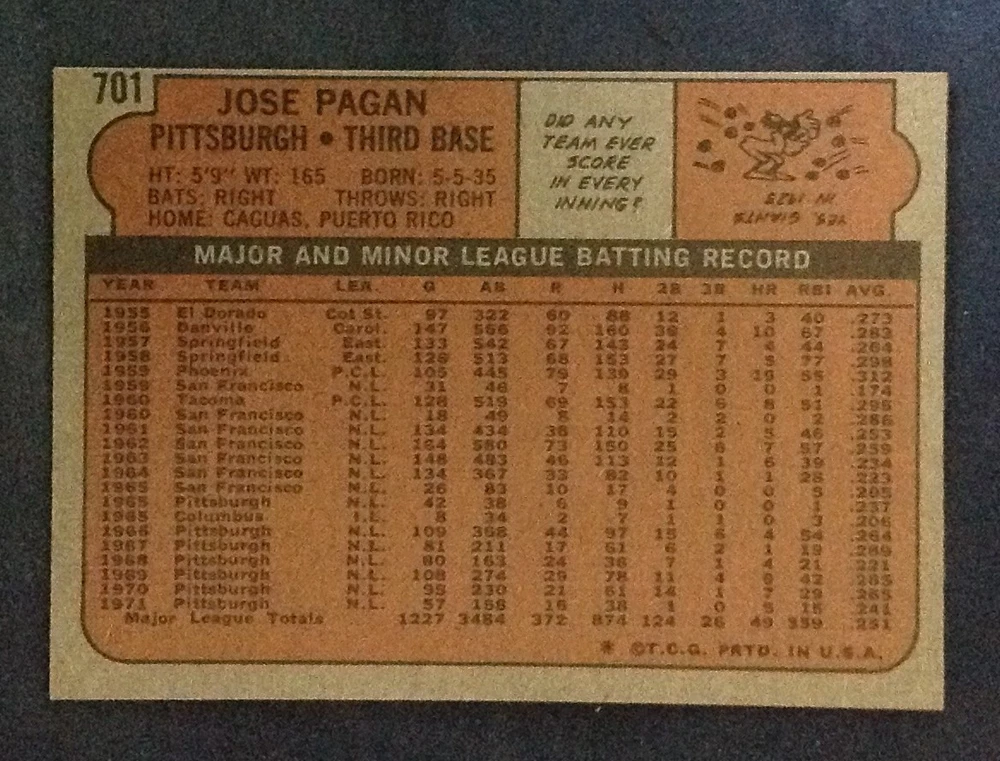 701
JOSE PAGAN
PITTSBURGH • THIRD BASE
HT: 5'9" WT: 165 BORN: 5-5-35
BATS: RIGHT THROWS: RIGHT
HOME: CAGUAS, PUERTO RICO
DID ANY
TEAM EVER
SCORE
IN EVERY
INNING?
YES, GIANTS
IN 1923
MAJOR AND MINOR LEAGUE BATTING RECORD
YEAR TEAM LEA. G AB R H 2B 3B HR RBI AVG
1955 El Dorado Cot St. 97 322 60 88 12 1 3 40 .273
1956 Danville Carol. 147 566 92 160 39 4 10 67 .283
1957 Springfield East. 133 542 67 143 24 7 4 44 .264
1958 Springfield East. 126 513 68 153 27 7 5 77 .298
1959 Phoenix P.C.L. 105 445 79 139 29 3 .312
1959 San Francisco N.L. 31 46 7 8 1 0 0 1 .174
1960 Tacoma P.C.L. 128 519 69 153 22 6 8 51 .295
1960 San Francisco N.L. 18 49 8 14 2 2 0 2 .286
1961 San Francisco N.L. 134 434 38 110 15 2 5 46 .253
1962 San Francisco N.L. 164 580 73 150 25 6 7 57 .259
1963 San Francisco N.L. 148 483 46 113 12 1 6 39 .234
1964 San Francisco N.L. 134 367 33 82 10 1 1 28 .223
1965 San Francisco N.L. 26 83 10 17 4 0 0 5 .205
1965 Pittsburgh N.L. 42 38 6 9 1 0 0 1 .237
1965 Columbus I.L. 8 34 2 7 1 1 0 3 .206
1966 Pittsburgh N.L. 109 368 44 97 15 6 4 54 .264
1967 Pittsburgh N.L. 81 211 17 61 6 2 1 19 .289
1968 Pittsburgh N.L. 80 163 24 36 7 1 4 21 .221
1969 Pittsburgh N.L. 108 274 29 78 11 4 9 42 .285
1970 Pittsburgh N.L. 95 230 21 61 14 1 7 29 .265
1971 Pittsburgh N.L. 57 158 16 38 1 0 5 15 .241
Major League Totals 1227 3484 372 874 124 26 49 359 .251
* ©T.C.G. PRTD. IN U.S.A.